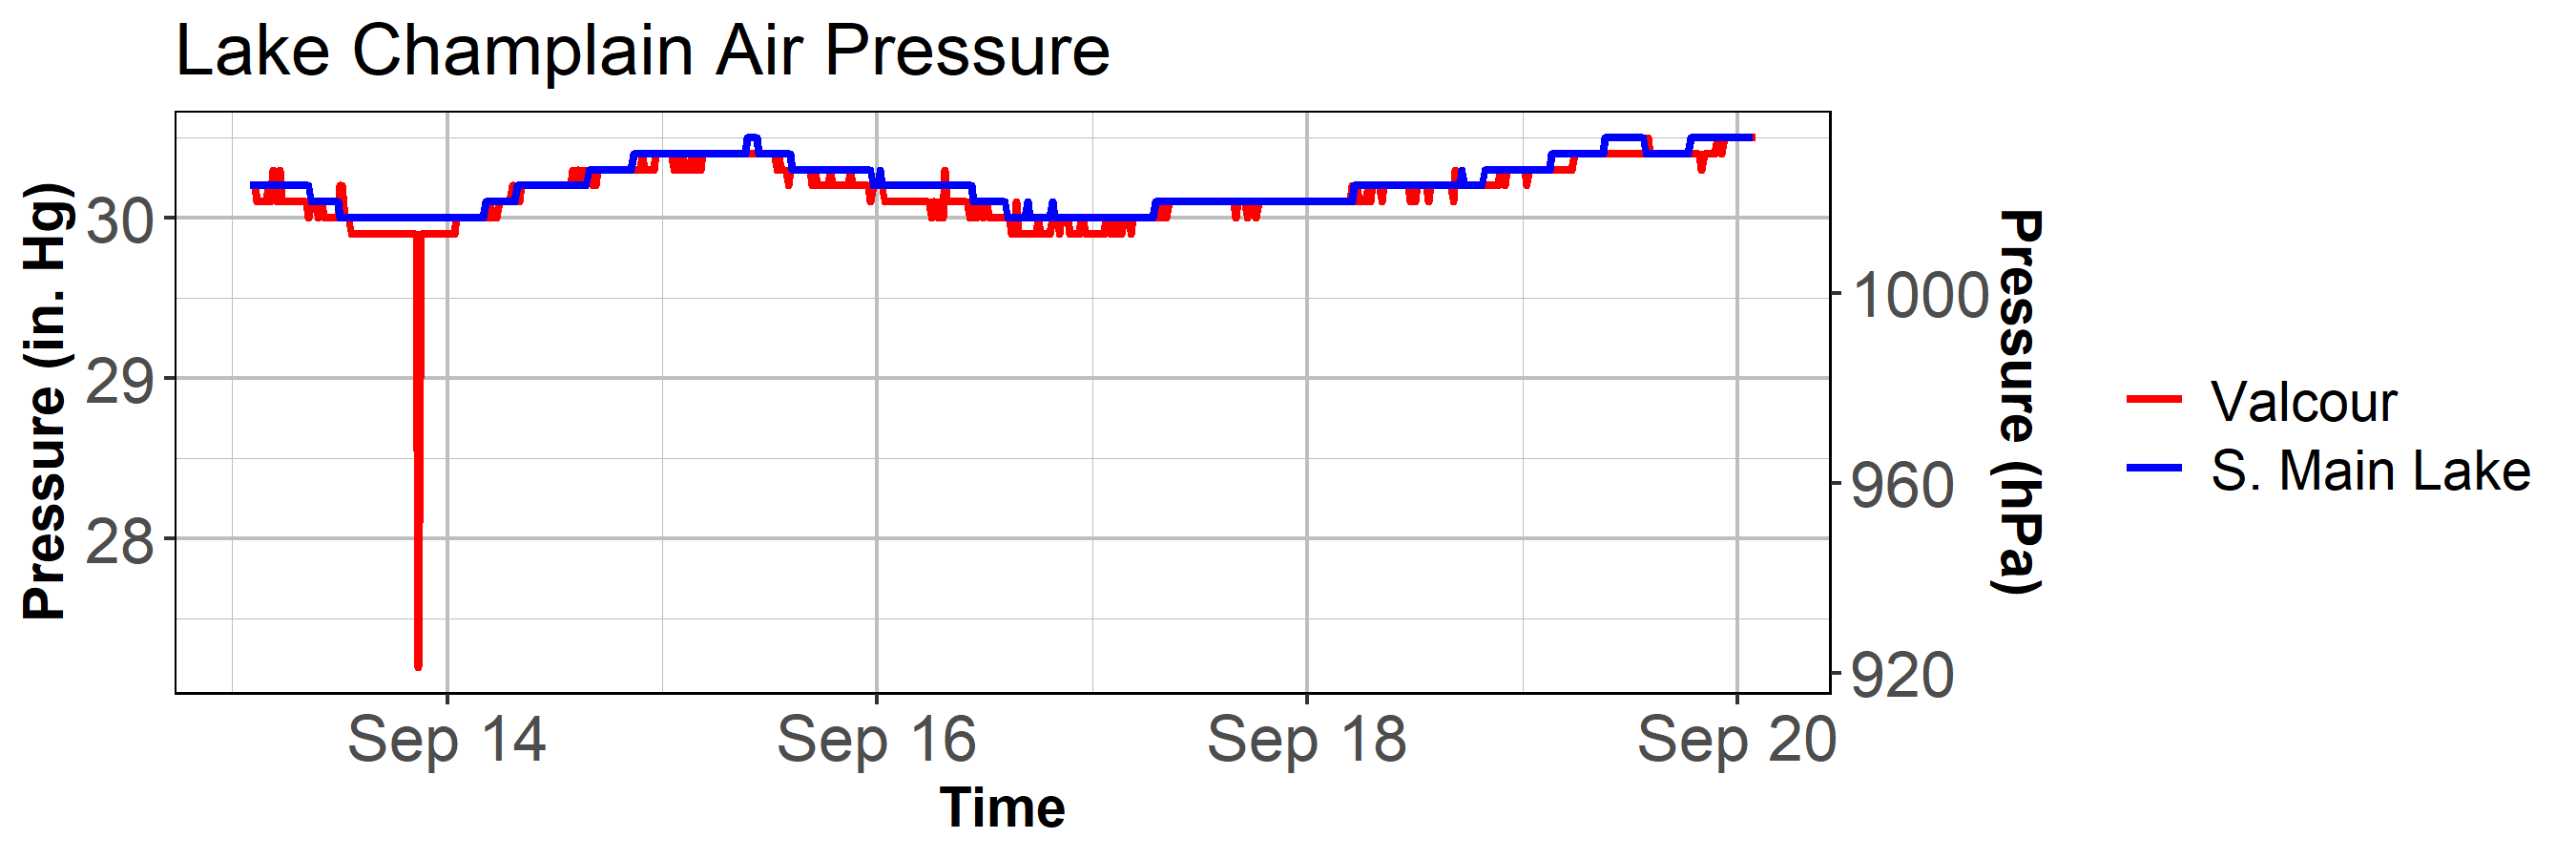 Lake Champlain Air Pressure
Pressure (in. Hg)
30
29
28
1000
960
920
Pressure (hPa)
Sep 14
Sep 16
Sep 18
Sep 20
Time
Valcour
S. Main Lake